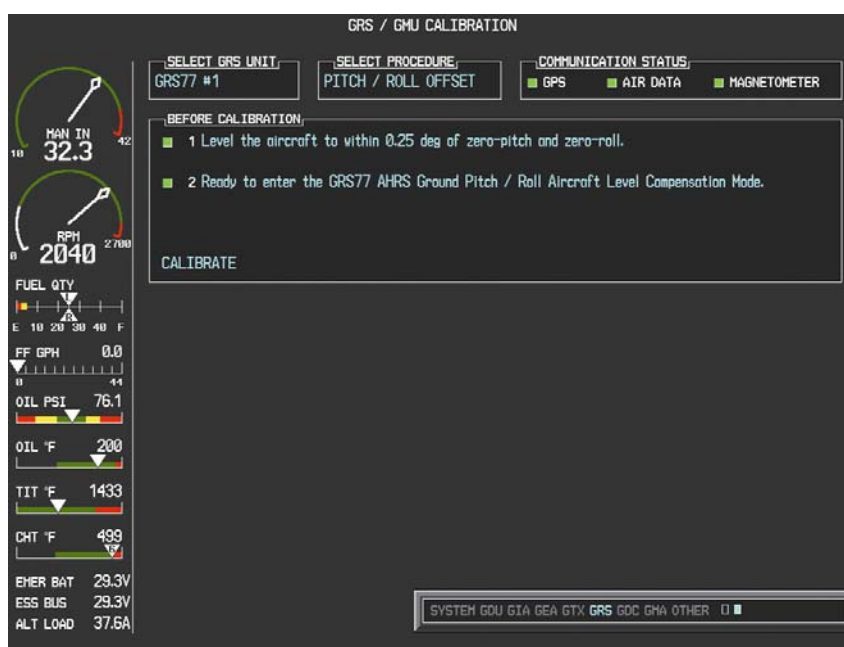 GRS / GMU CALIBRATION
SELECT GRS UNIT
GRS77 #1
SELECT PROCEDURE
PITCH / ROLL OFFSET
COMMUNICATION STATUS
GPS AIR DATA MAGNETOMETER
BEFORE CALIBRATION
1 Level the aircraft to within 0.25 deg of zero-pitch and zero-roll.
2 Ready to enter the GRS77 AHRS Ground Pitch / Roll Aircraft Level Compensation Mode.
CALIBRATE
MAN IN
10 32.3 42
RPM
0 2040 2700
FUEL QTY
L
R
E 10 20 30 40 F
FF GPH 0.0
0 44
OIL PSI 76.1
OIL °F 200
TIT °F 1433
CHT °F 499
6
EMER BAT 29.3V
ESS BUS 29.3V
ALT LOAD 37.6A
SYSTEM GDU GIA GEA GTX GRS GDC GMA OTHER